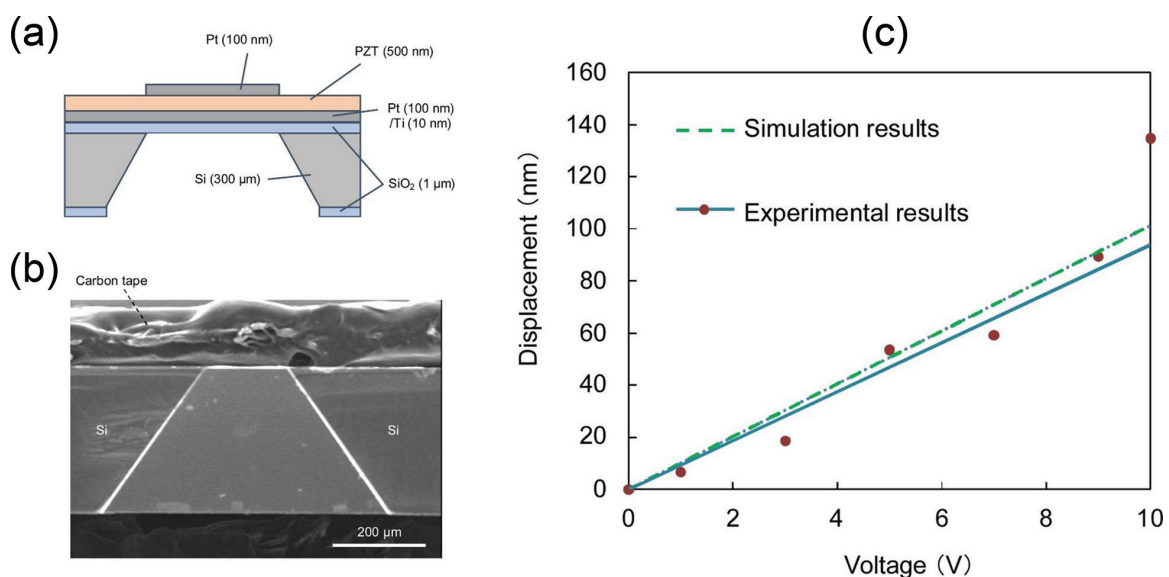 (a)
Pt (100 nm)
PZT (500 nm)
Pt (100 nm)
/Ti (10 nm)
Si (300 μm)
SiO₂ (1 μm)
(b)
Carbon tape
Si
Si
200 μm
(c)
160
140
120
100
80
60
40
20
0
Displacement (nm)
Simulation results
Experimental results
0 2 4 6 8 10
Voltage (V)